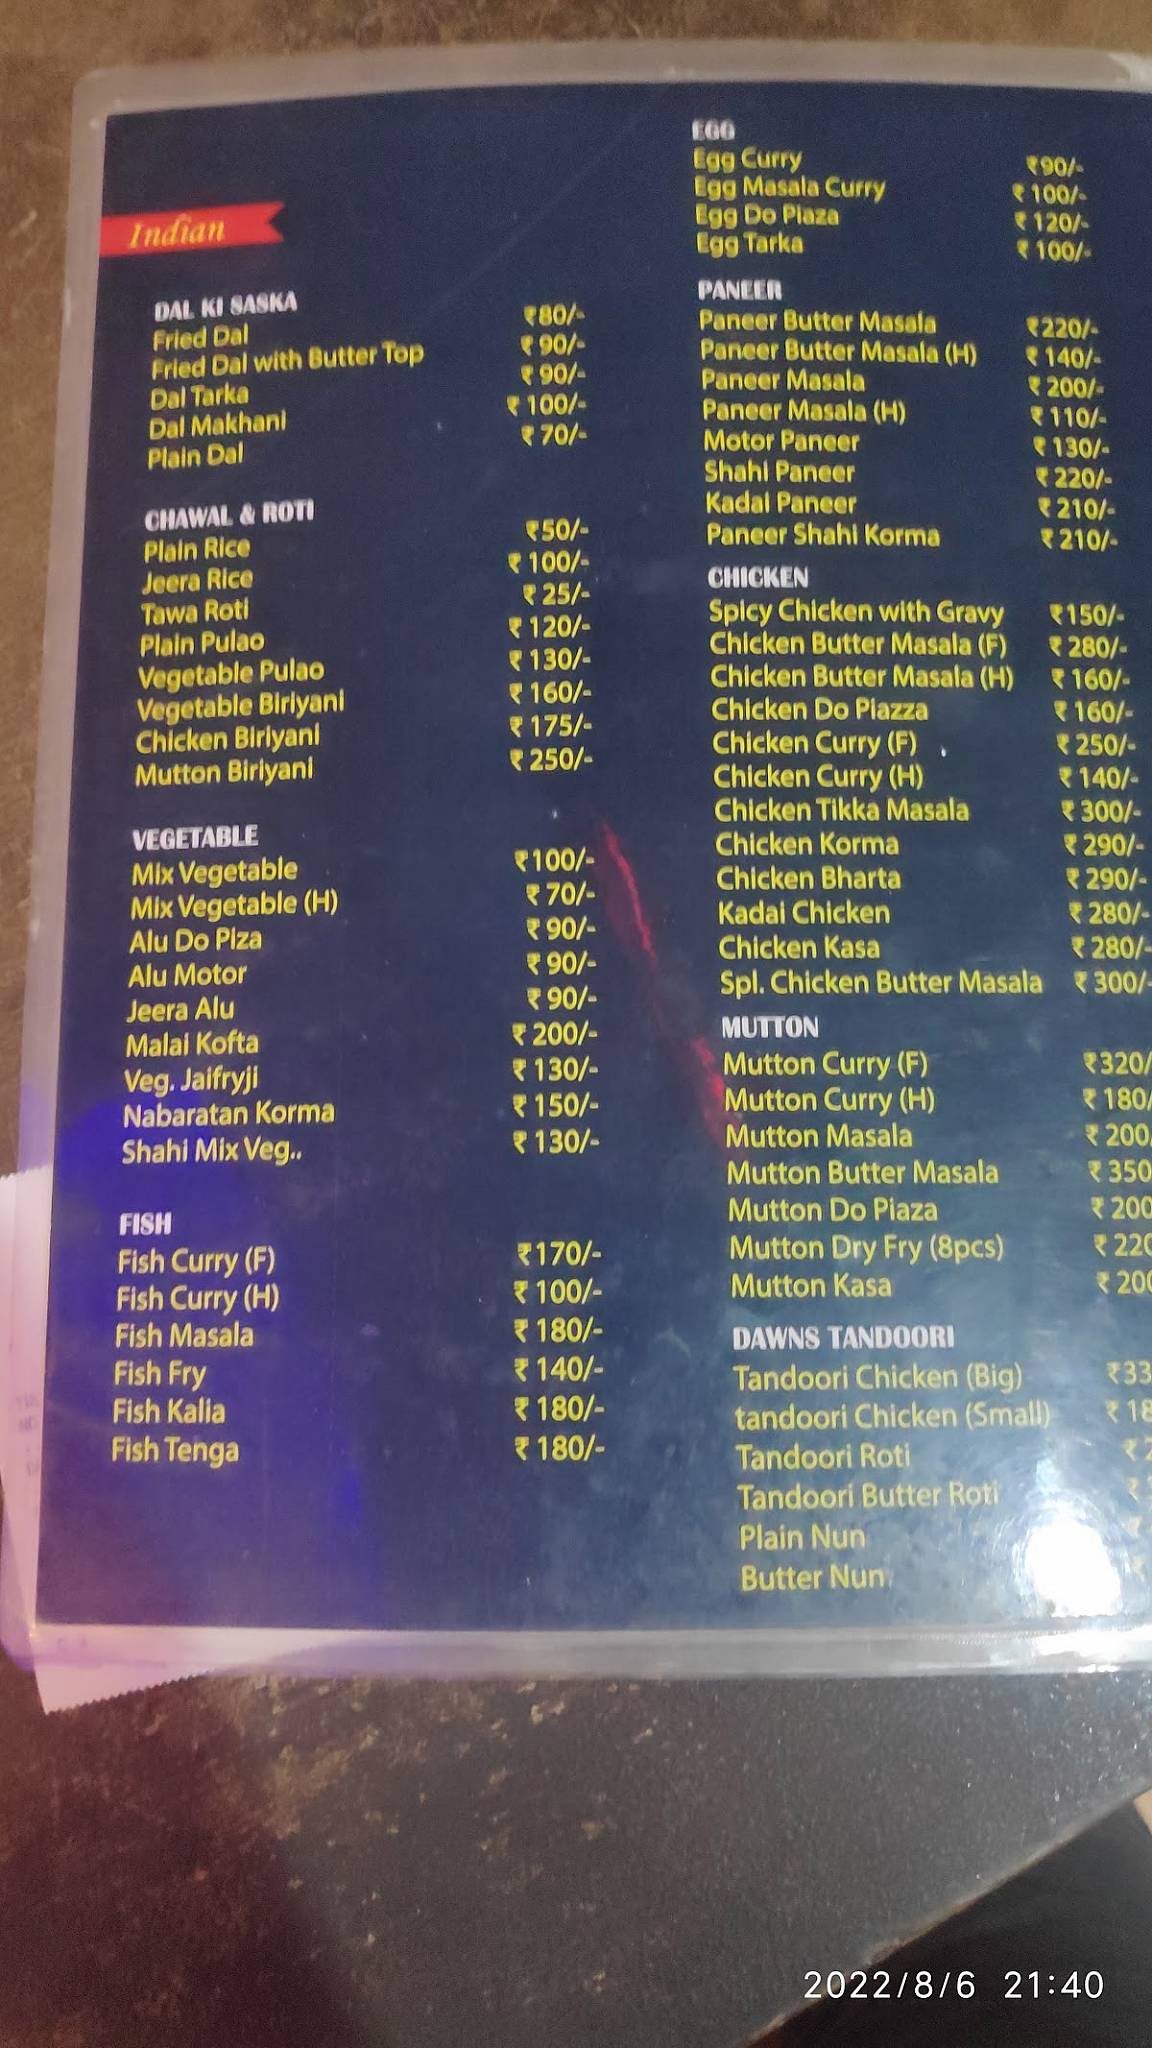 Indian
DAL KI SASKA
Fried Dal ₹80/-
Fried Dal with Butter Top ₹ 90/-
Dal Tarka ₹ 90/-
Dal Makhani ₹ 100/-
Plain Dal ₹ 70/-
CHAWAL & ROTI
Plain Rice ₹50/-
Jeera Rice ₹ 100/-
Tawa Roti ₹ 25/-
Plain Pulao ₹ 120/-
Vegetable Pulao ₹ 130/-
Vegetable Biriyani ₹ 160/-
Chicken Biriyani ₹ 175/-
Mutton Biriyani ₹ 250/-
VEGETABLE
Mix Vegetable ₹100/-
Mix Vegetable (H) ₹ 70/-
Alu Do Piza ₹ 90/-
Alu Motor ₹ 90/-
Jeera Alu ₹ 90/-
Malai Kofta ₹ 200/-
Veg. Jaifryji ₹ 130/-
Nabaratan Korma ₹ 150/-
Shahi Mix Veg.. ₹ 130/-
FISH
Fish Curry (F) ₹170/-
Fish Curry (H) ₹ 100/-
Fish Masala ₹ 180/-
Fish Fry ₹ 140/-
Fish Kalia ₹ 180/-
Fish Tenga ₹ 180/-
EGG
Egg Curry ₹90/-
Egg Masala Curry ₹ 100/-
Egg Do Piaza ₹ 120/-
Egg Tarka ₹ 100/-
PANEER
Paneer Butter Masala ₹220/-
Paneer Butter Masala (H) ₹ 140/-
Paneer Masala ₹ 200/-
Paneer Masala (H) ₹ 110/-
Motor Paneer ₹ 130/-
Shahi Paneer ₹ 220/-
Kadai Paneer ₹ 210/-
Paneer Shahi Korma ₹ 210/-
CHICKEN
Spicy Chicken with Gravy ₹150/-
Chicken Butter Masala (F) ₹ 280/-
Chicken Butter Masala (H) ₹ 160/-
Chicken Do Piazza ₹ 160/-
Chicken Curry (F) ₹ 250/-
Chicken Curry (H) ₹ 140/-
Chicken Tikka Masala ₹ 300/-
Chicken Korma ₹ 290/-
Chicken Bharta ₹ 290/-
Kadai Chicken ₹ 280/-
Chicken Kasa ₹ 280/-
Spl. Chicken Butter Masala ₹ 300/-
MUTTON
Mutton Curry (F) ₹320/
Mutton Curry (H) ₹ 180/
Mutton Masala ₹ 200/
Mutton Butter Masala ₹ 350
Mutton Do Piaza ₹ 200
Mutton Dry Fry (8pcs) ₹ 220
Mutton Kasa ₹ 200
DAWNS TANDOORI
Tandoori Chicken (Big) ₹33
tandoori Chicken (Small) ₹ 18
Tandoori Roti ₹ 2
Tandoori Butter Roti ₹
Plain Nun
Butter Nun
2022/8/6 21:40